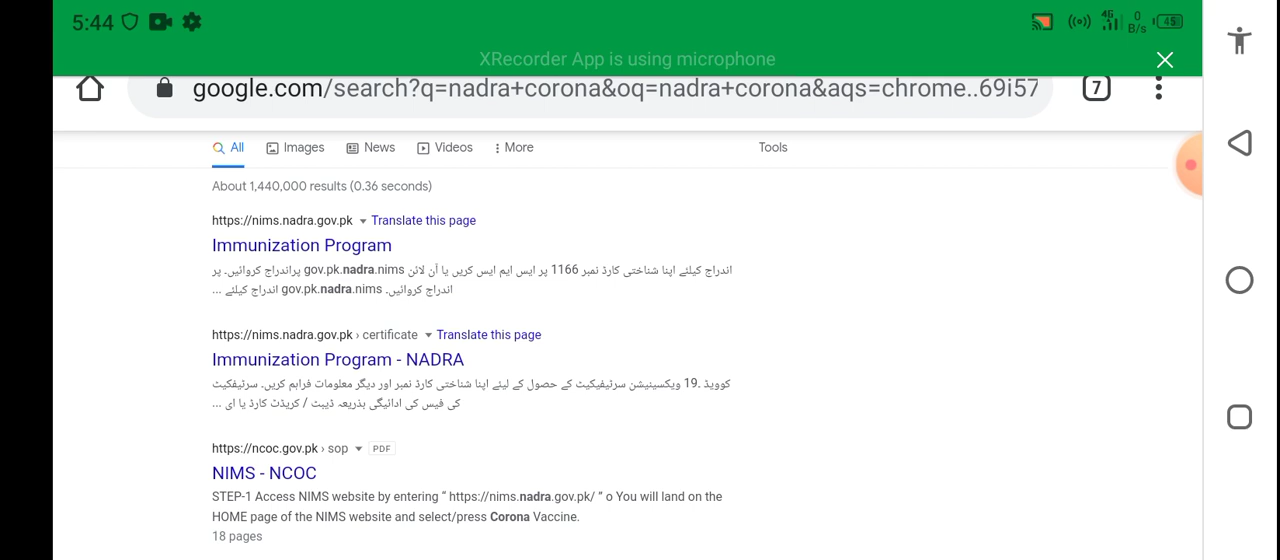 5:44
4G
0
B/s
45
XRecorder App is using microphone
google.com/search?q=nadra+corona&oq=nadra+corona&aqs=chrome..69i57
7
All Images News Videos More Tools
About 1,440,000 results (0.36 seconds)
https://nims.nadra.gov.pk Translate this page
Immunization Program
اندراج کیلئے اپنا شناختی کارڈ نمبر 1166 پر ایس ایم ایس کریں یا آن لائن gov.pk.nadra.nims پراندراج کروائیں۔ پر
اندراج کروائیں۔ gov.pk.nadra.nims اندراج کیلئے ...
https://nims.nadra.gov.pk › certificate Translate this page
Immunization Program - NADRA
کوویڈ .19 ویکسینیشن سرٹیفیکیٹ کے حصول کے لیئے اپنا شناختی کارڈ نمبر اور دیگر معلومات فراہم کریں۔ سرٹیفکیٹ
کی فیس کی ادائیگی بذریعہ ڈیبٹ / کریڈٹ کارڈ یا ای ...
https://ncoc.gov.pk › sop PDF
NIMS - NCOC
STEP-1 Access NIMS website by entering “ https://nims.nadra.gov.pk/ ” o You will land on the
HOME page of the NIMS website and select/press Corona Vaccine.
18 pages